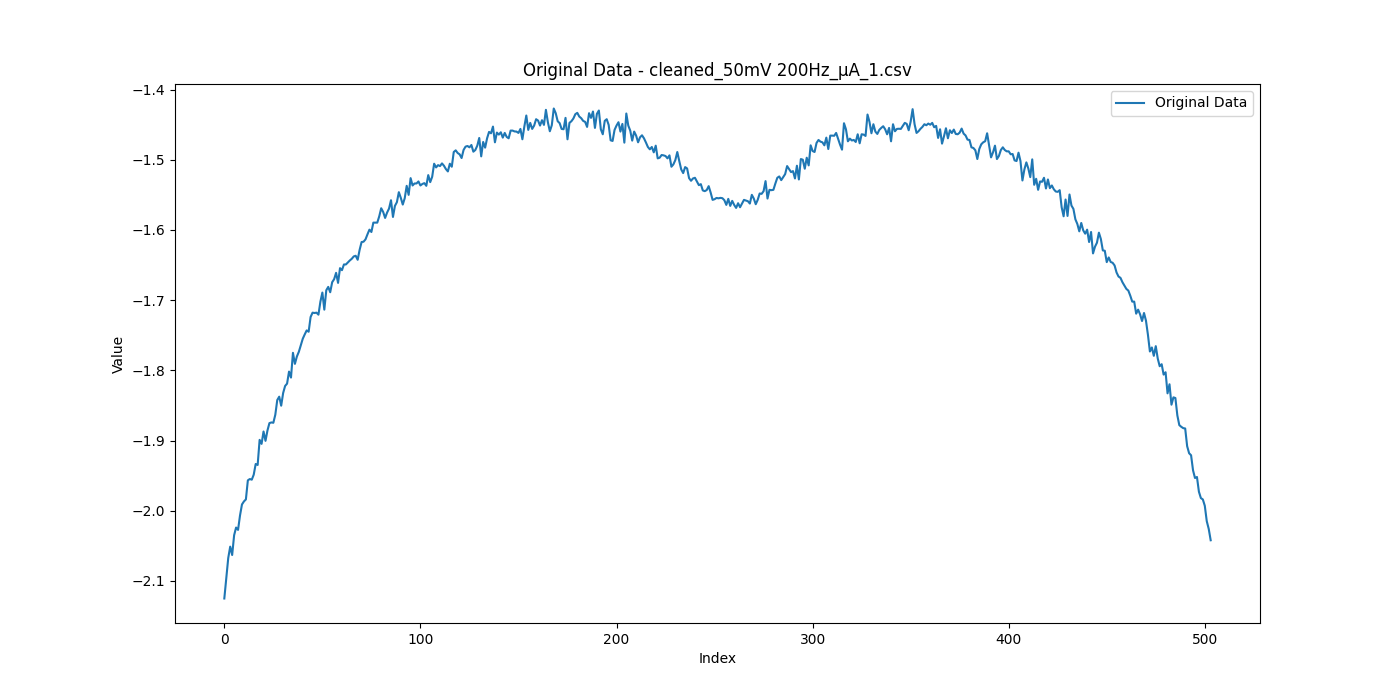 Original Data - cleaned_50mV 200Hz_μA_1.csv
Original Data
Value
−1.4
−1.5
−1.6
−1.7
−1.8
−1.9
−2.0
−2.1
0 100 200 300 400 500
Index